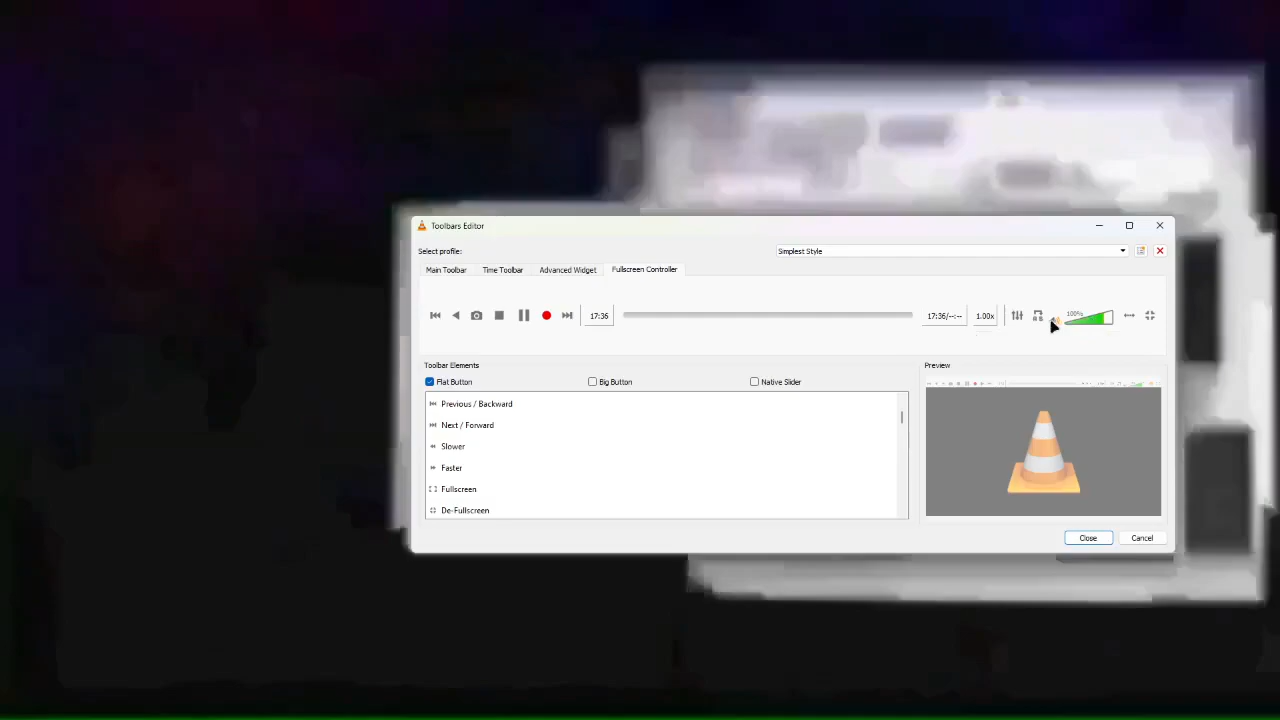 Toolbars Editor
Select profile:
Simplest Style
Main Toolbar
Time Toolbar
Advanced Widget
Fullscreen Controller
17:36
17:36/--:--
1.00x
100%
Toolbar Elements
Preview
Flat Button
Big Button
Native Slider
Previous / Backward
Next / Forward
Slower
Faster
Fullscreen
De-Fullscreen
Close
Cancel